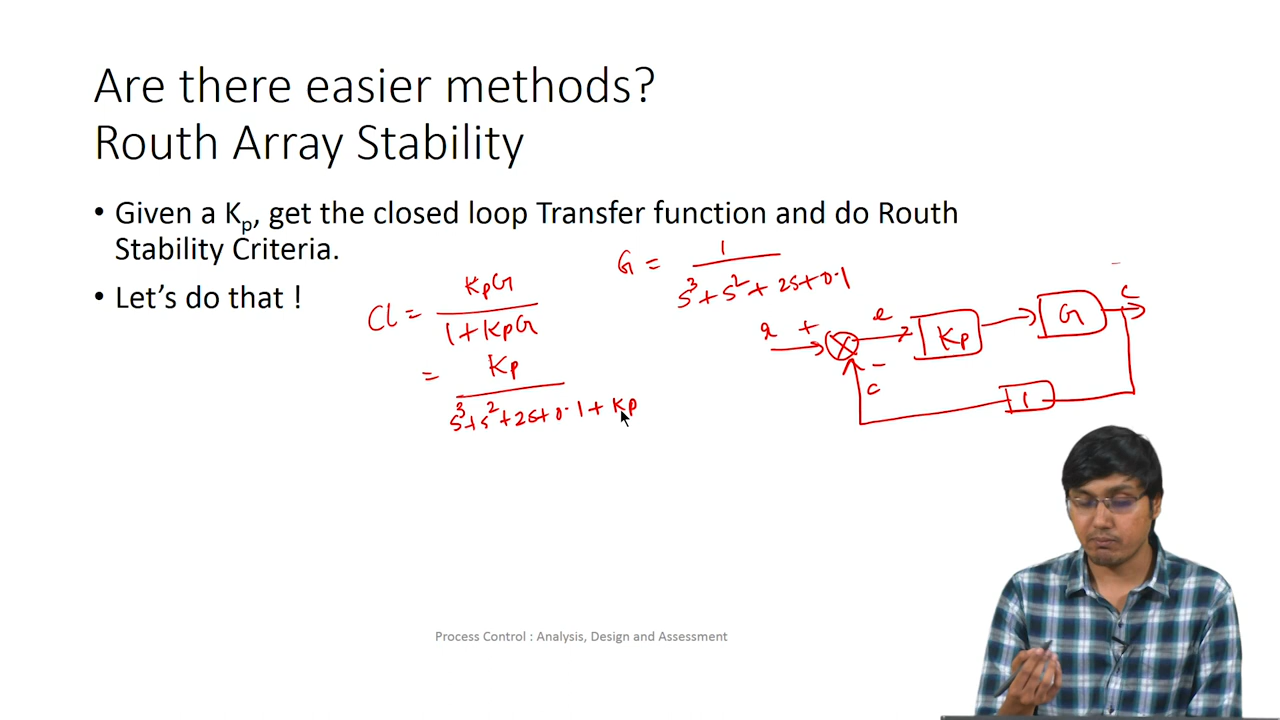 Are there easier methods?
Routh Array Stability
• Given a Kp, get the closed loop Transfer function and do Routh
Stability Criteria.
• Let's do that !
G = 1 / s³+s²+2s+0.1
CL = KpG / 1+KpG
= Kp / s³+s²+2s+0.1+Kp
r + e Kp G c
- c 1
Process Control : Analysis, Design and Assessment